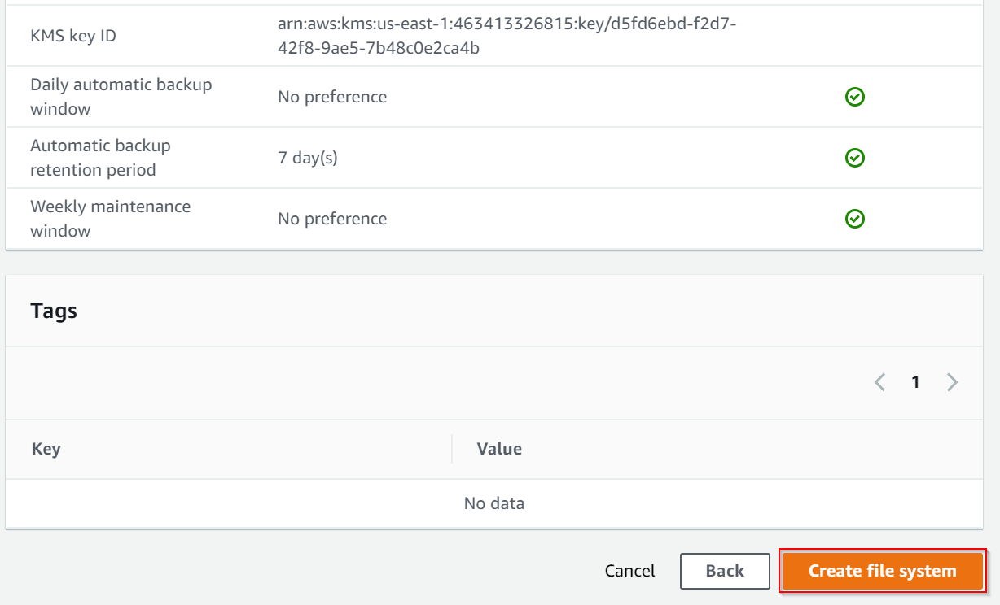 KMS key ID
arn:aws:kms:us-east-1:463413326815:key/d5fd6ebd-f2d7-
42f8-9ae5-7b48c0e2ca4b
Daily automatic backup
window
No preference
Automatic backup
retention period
7 day(s)
Weekly maintenance
window
No preference
Tags
1
Key Value
No data
Cancel Back Create file system